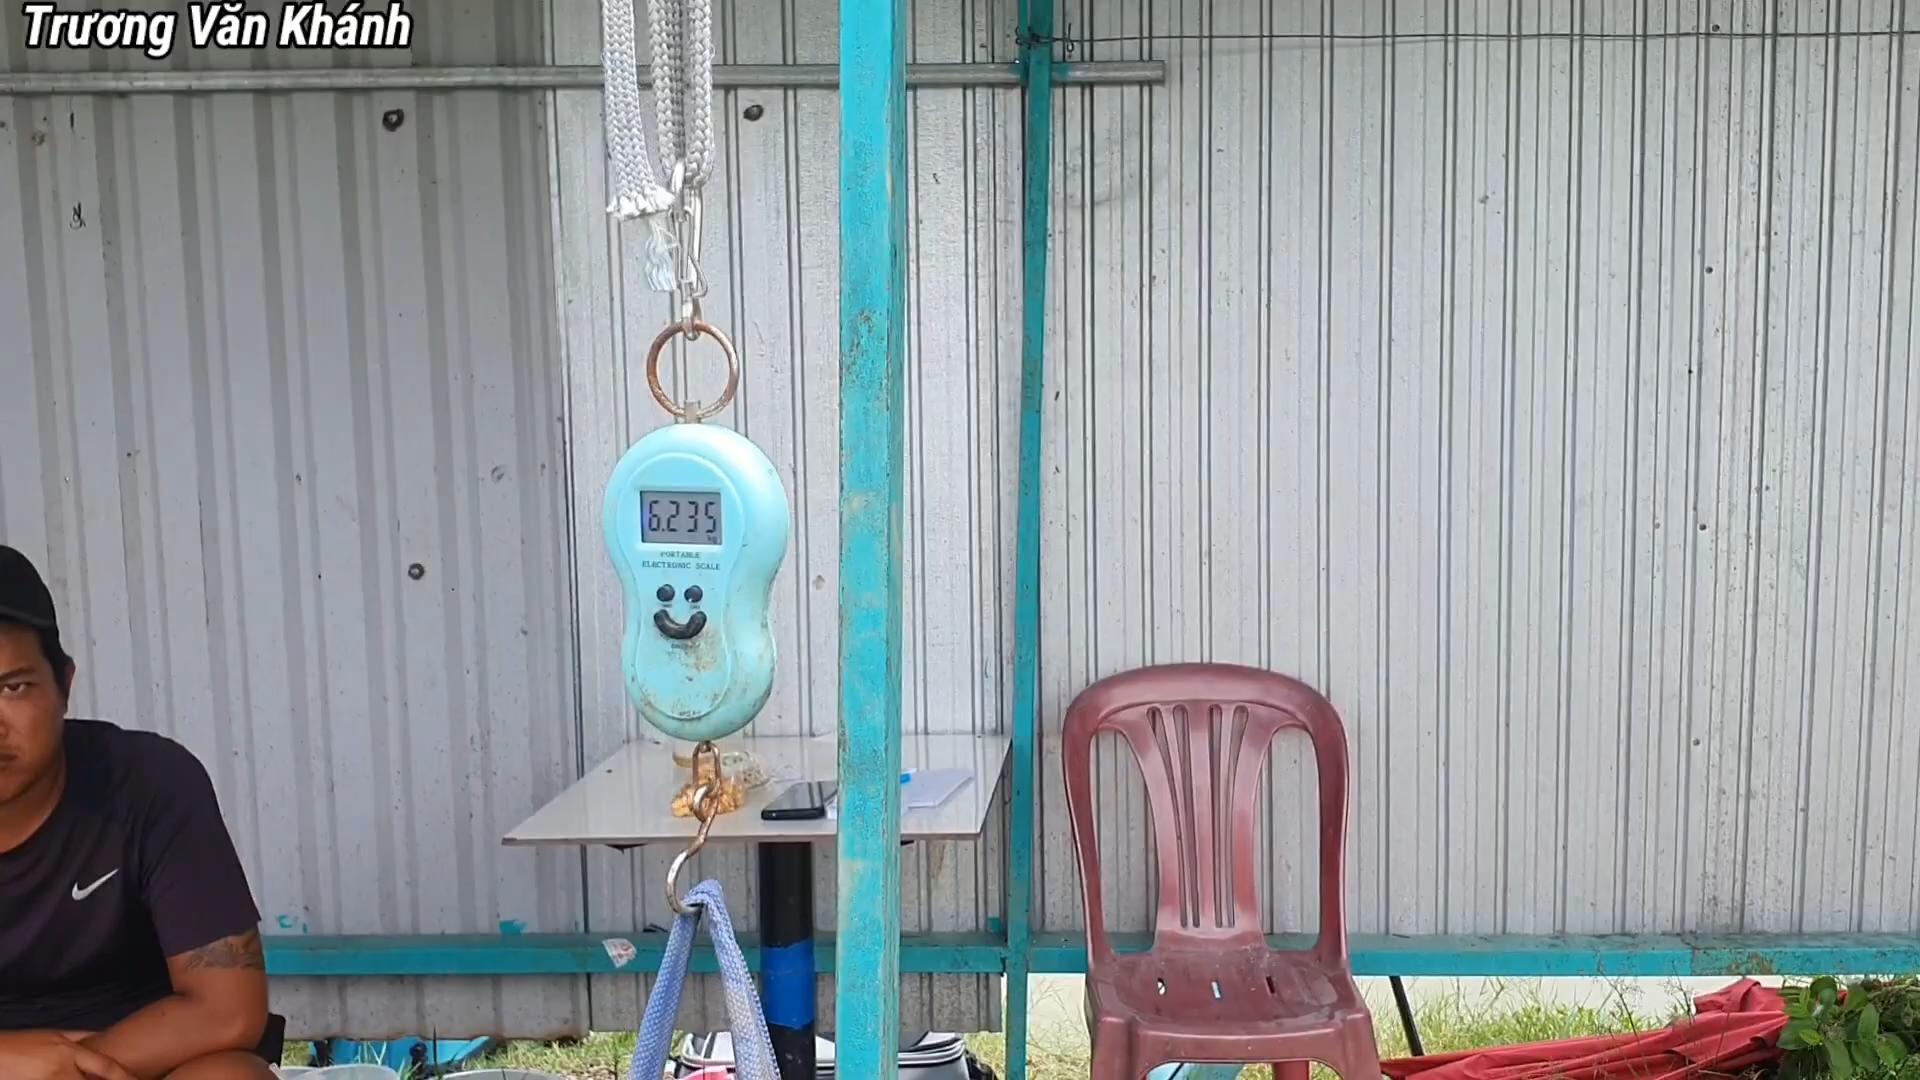 Trương Văn Khánh
6.235
kg
PORTABLE
ELECTRONIC SCALE